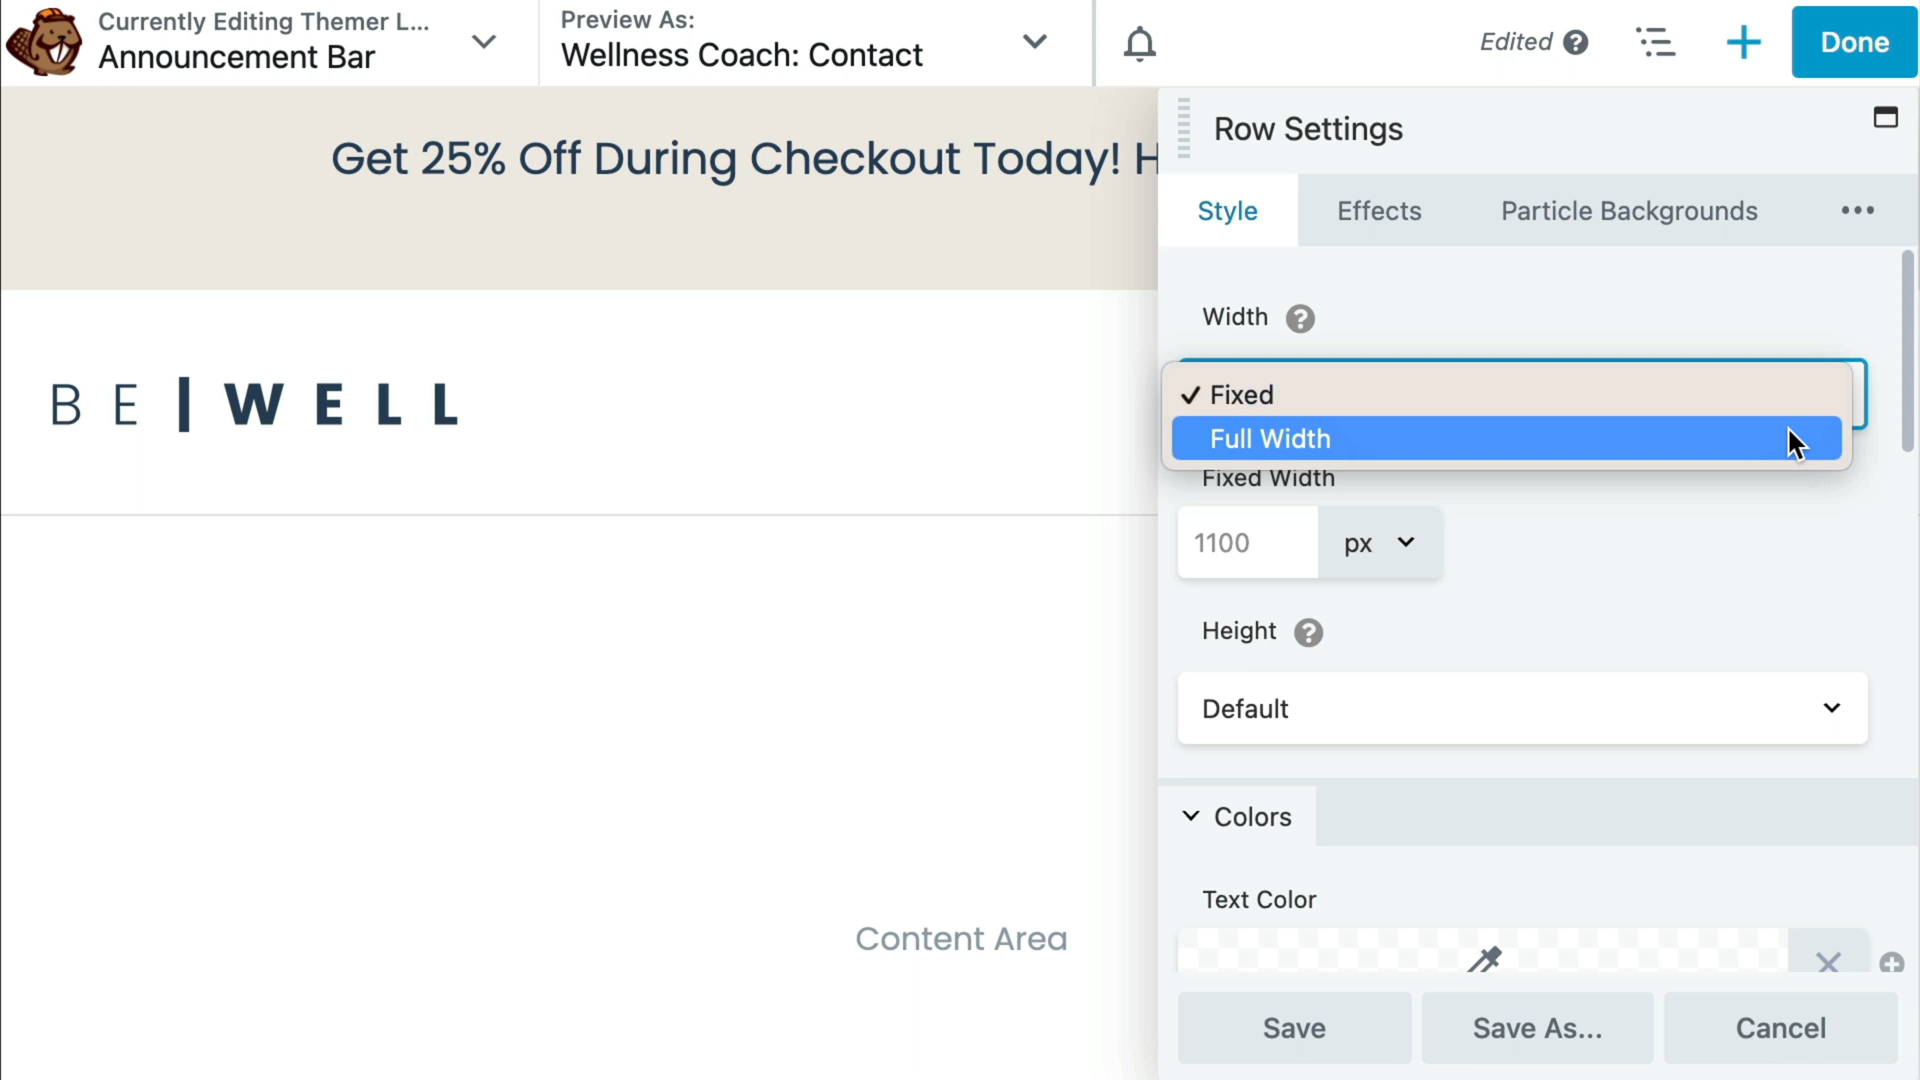 Currently Editing Themer L...
Announcement Bar
Preview As:
Wellness Coach: Contact
Edited
Done
Get 25% Off During Checkout Today! H
Row Settings
Style
Effects
Particle Backgrounds
Width
Fixed
Full Width
BE | WELL
Fixed Width
1100
px
Height
Default
Colors
Text Color
Content Area
Save
Save As...
Cancel